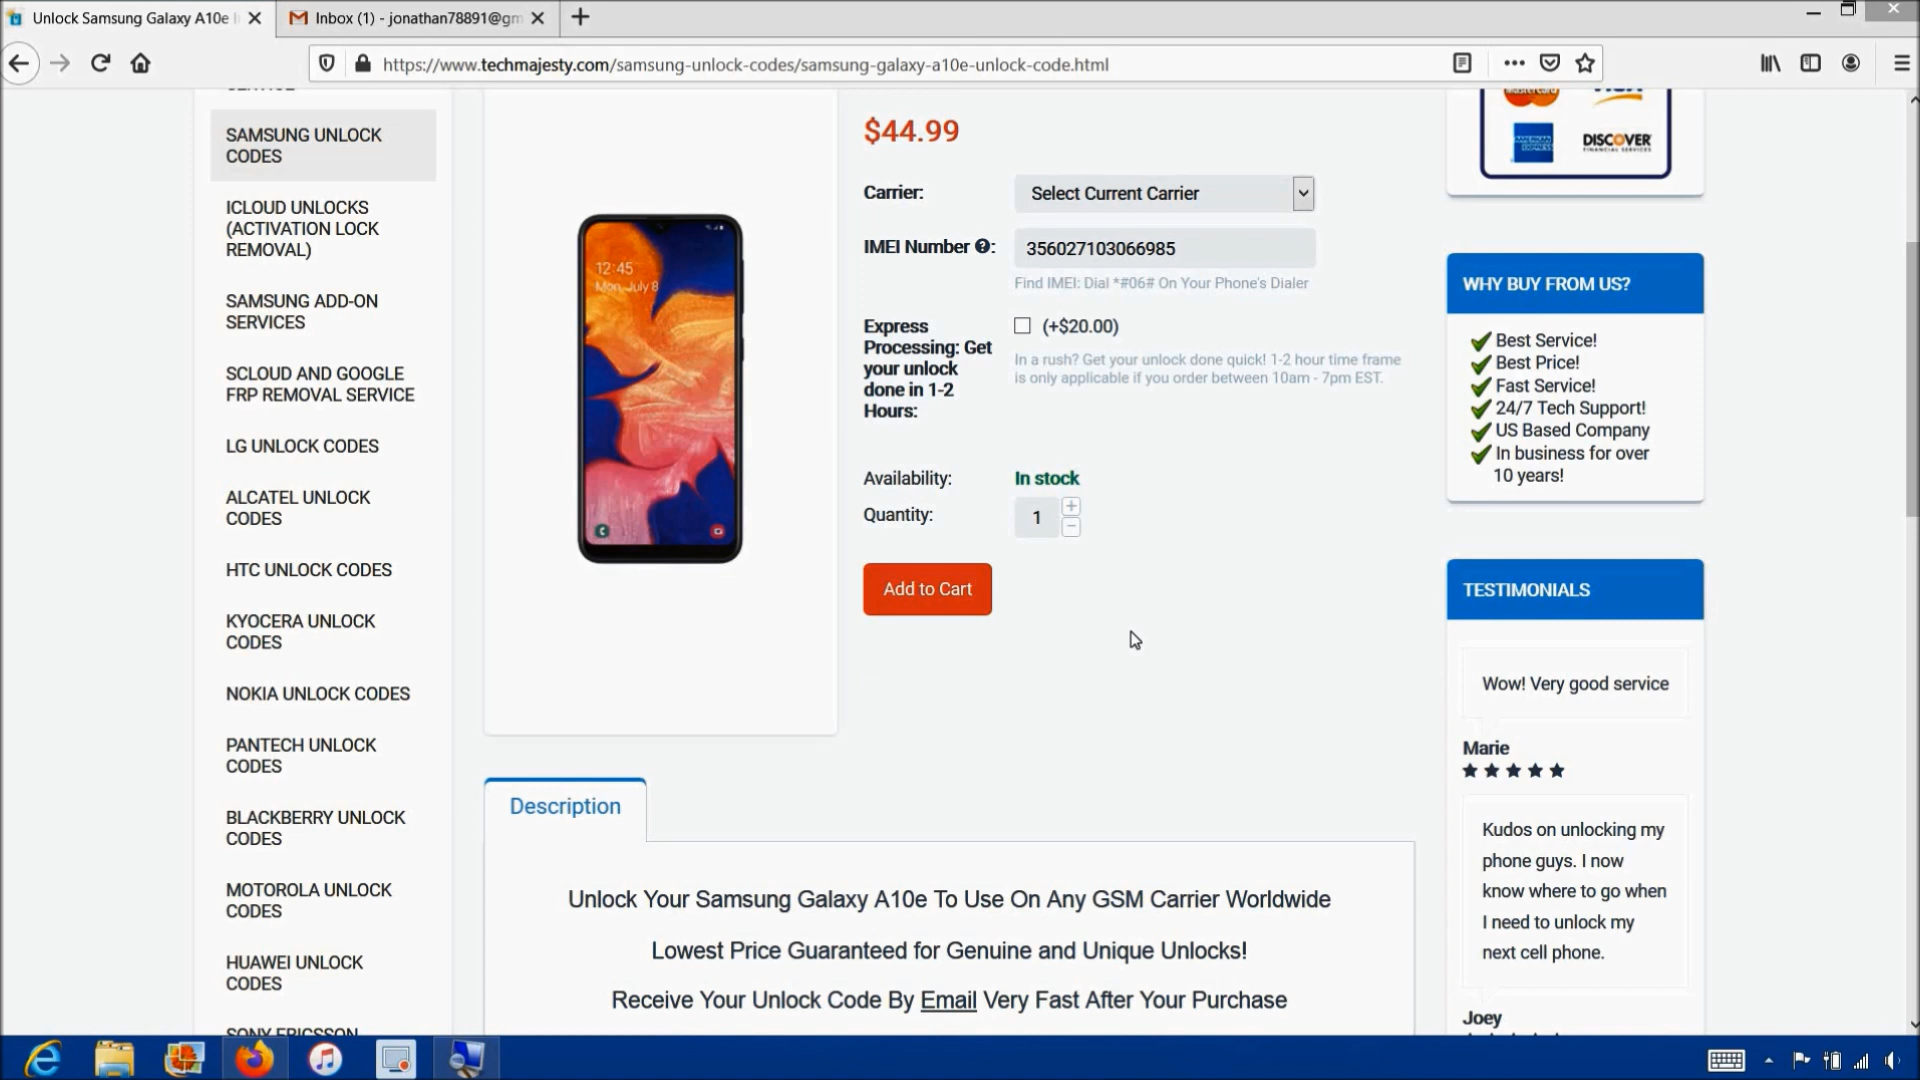 Unlock Samsung Galaxy A10e
Inbox (1) - jonathan78891@gm
https://www.techmajesty.com/samsung-unlock-codes/samsung-galaxy-a10e-unlock-code.html
SERVICE
SAMSUNG UNLOCK
CODES
ICLOUD UNLOCKS
(ACTIVATION LOCK
REMOVAL)
SAMSUNG ADD-ON
SERVICES
SCLOUD AND GOOGLE
FRP REMOVAL SERVICE
LG UNLOCK CODES
ALCATEL UNLOCK
CODES
HTC UNLOCK CODES
KYOCERA UNLOCK
CODES
NOKIA UNLOCK CODES
PANTECH UNLOCK
CODES
BLACKBERRY UNLOCK
CODES
MOTOROLA UNLOCK
CODES
HUAWEI UNLOCK
CODES
SONY ERICSSON
12:45
Mon, July 8
$44.99
Carrier:
Select Current Carrier
IMEI Number ?:
356027103066985
Find IMEI: Dial *#06# On Your Phone's Dialer
Express
Processing: Get
your unlock
done in 1-2
Hours:
(+$20.00)
In a rush? Get your unlock done quick! 1-2 hour time frame
is only applicable if you order between 10am - 7pm EST.
Availability:
In stock
Quantity:
1
Add to Cart
Description
Unlock Your Samsung Galaxy A10e To Use On Any GSM Carrier Worldwide
Lowest Price Guaranteed for Genuine and Unique Unlocks!
Receive Your Unlock Code By Email Very Fast After Your Purchase
MasterCard
VISA
AMERICAN EXPRESS
DISCOVER
FINANCIAL SERVICES
WHY BUY FROM US?
Best Service!
Best Price!
Fast Service!
24/7 Tech Support!
US Based Company
In business for over
10 years!
TESTIMONIALS
Wow! Very good service
Marie
Kudos on unlocking my
phone guys. I now
know where to go when
I need to unlock my
next cell phone.
Joey